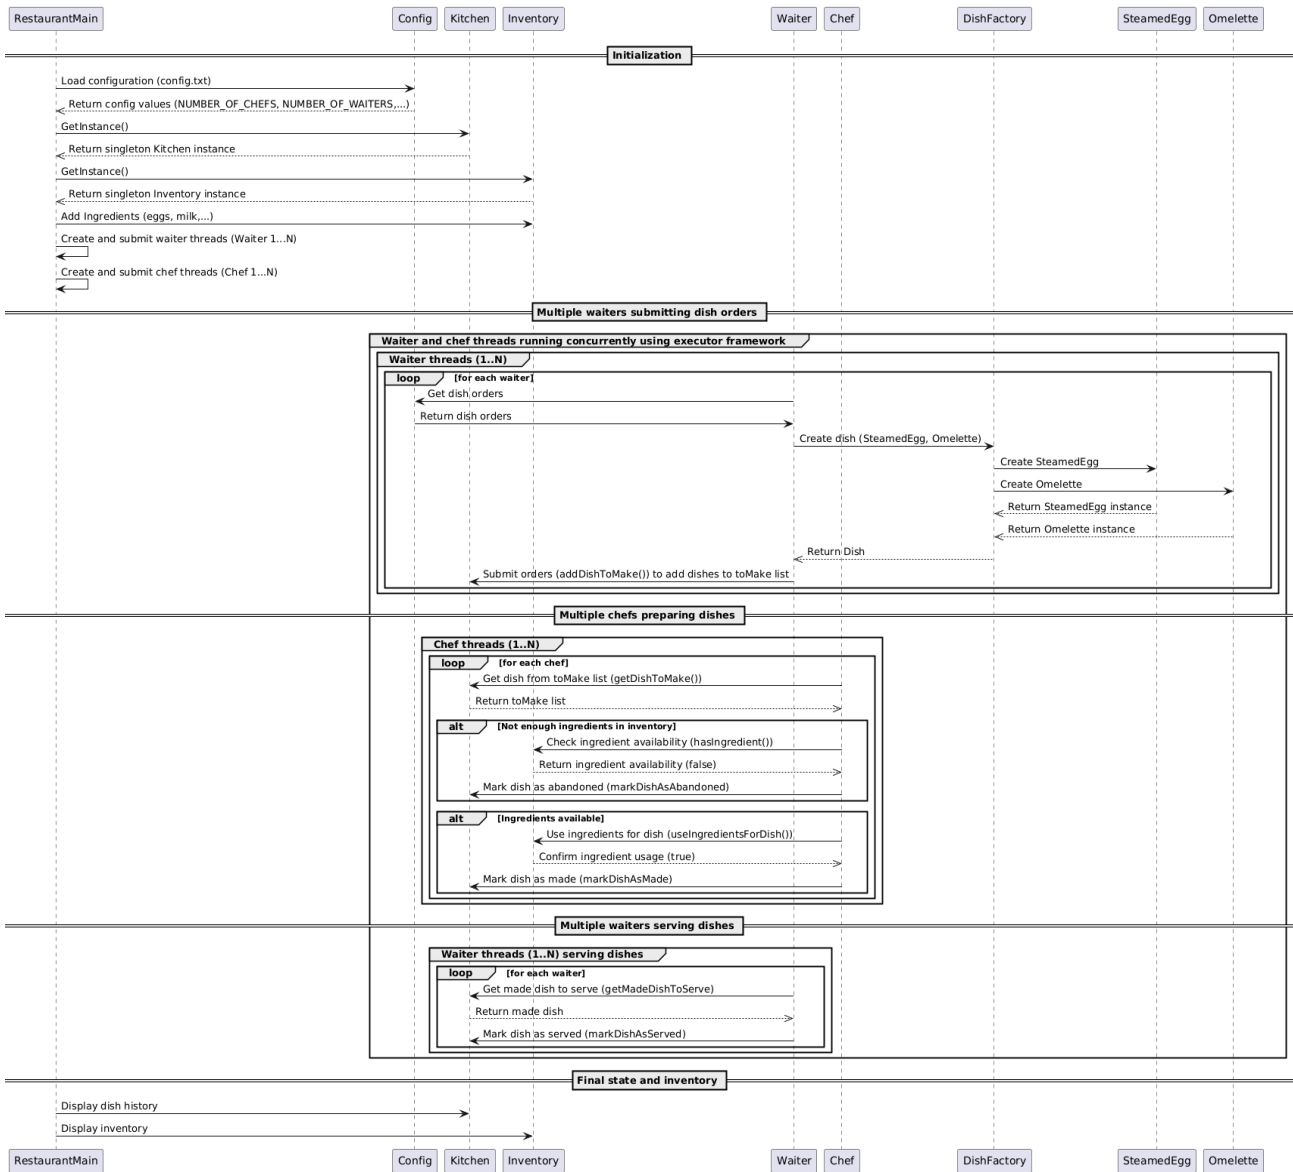 RestaurantMain Config Kitchen Inventory Waiter Chef DishFactory SteamedEgg Omelette
Initialization
Load configuration (config.txt)
Return config values (NUMBER_OF_CHEFS, NUMBER_OF_WAITERS,...)
GetInstance()
Return singleton Kitchen instance
GetInstance()
Return singleton Inventory instance
Add Ingredients (eggs, milk,...)
Create and submit waiter threads (Waiter 1...N)
Create and submit chef threads (Chef 1...N)
Multiple waiters submitting dish orders
Waiter and chef threads running concurrently using executor framework
Waiter threads (1..N)
loop [for each waiter]
Get dish orders
Return dish orders
Create dish (SteamedEgg, Omelette)
Create SteamedEgg
Create Omelette
Return SteamedEgg instance
Return Omelette instance
Return Dish
Submit orders (addDishToMake()) to add dishes to toMake list
Multiple chefs preparing dishes
Chef threads (1..N)
loop [for each chef]
Get dish from toMake list (getDishToMake())
Return toMake list
alt [Not enough ingredients in inventory]
Check ingredient availability (hasIngredient())
Return ingredient availability (false)
Mark dish as abandoned (markDishAsAbandoned)
alt [Ingredients available]
Use ingredients for dish (useIngredientsForDish())
Confirm ingredient usage (true)
Mark dish as made (markDishAsMade)
Multiple waiters serving dishes
Waiter threads (1..N) serving dishes
loop [for each waiter]
Get made dish to serve (getMadeDishToServe)
Return made dish
Mark dish as served (markDishAsServed)
Final state and inventory
Display dish history
Display inventory
RestaurantMain Config Kitchen Inventory Waiter Chef DishFactory SteamedEgg Omelette